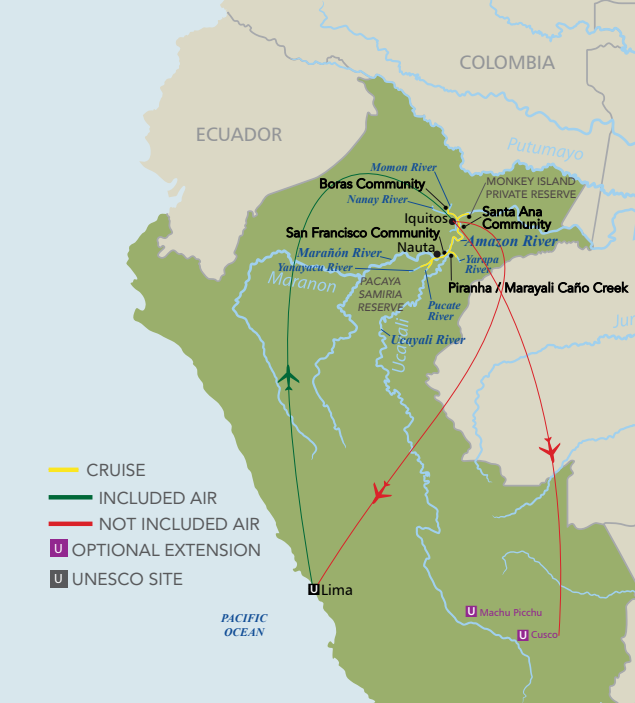 COLOMBIA
ECUADOR
Putumayo
Momon River
Boras Community
MONKEY ISLAND
PRIVATE RESERVE
Nanay River
Iquitos
Santa Ana
Community
San Francisco Community
Amazon River
Nauta
Marañón River
Yarapa
River
Yanayacu River
Maranon
PACAYA
SAMIRIA
RESERVE
Piranha / Marayali Caño Creek
Pucate
River
Ucayali
Ucayali River
CRUISE
INCLUDED AIR
NOT INCLUDED AIR
U OPTIONAL EXTENSION
U UNESCO SITE
U Lima
PACIFIC
OCEAN
U Machu Picchu
U Cusco